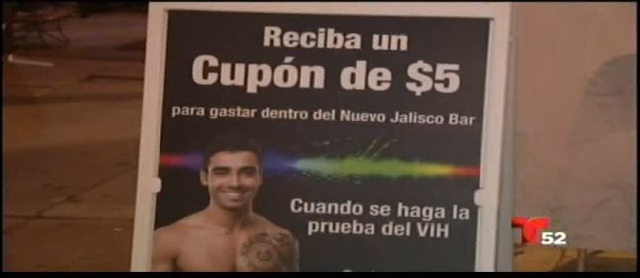 Reciba un
Cupón de $5
para gastar dentro del Nuevo Jalisco Bar
Cuando se haga la
prueba del VIH
52